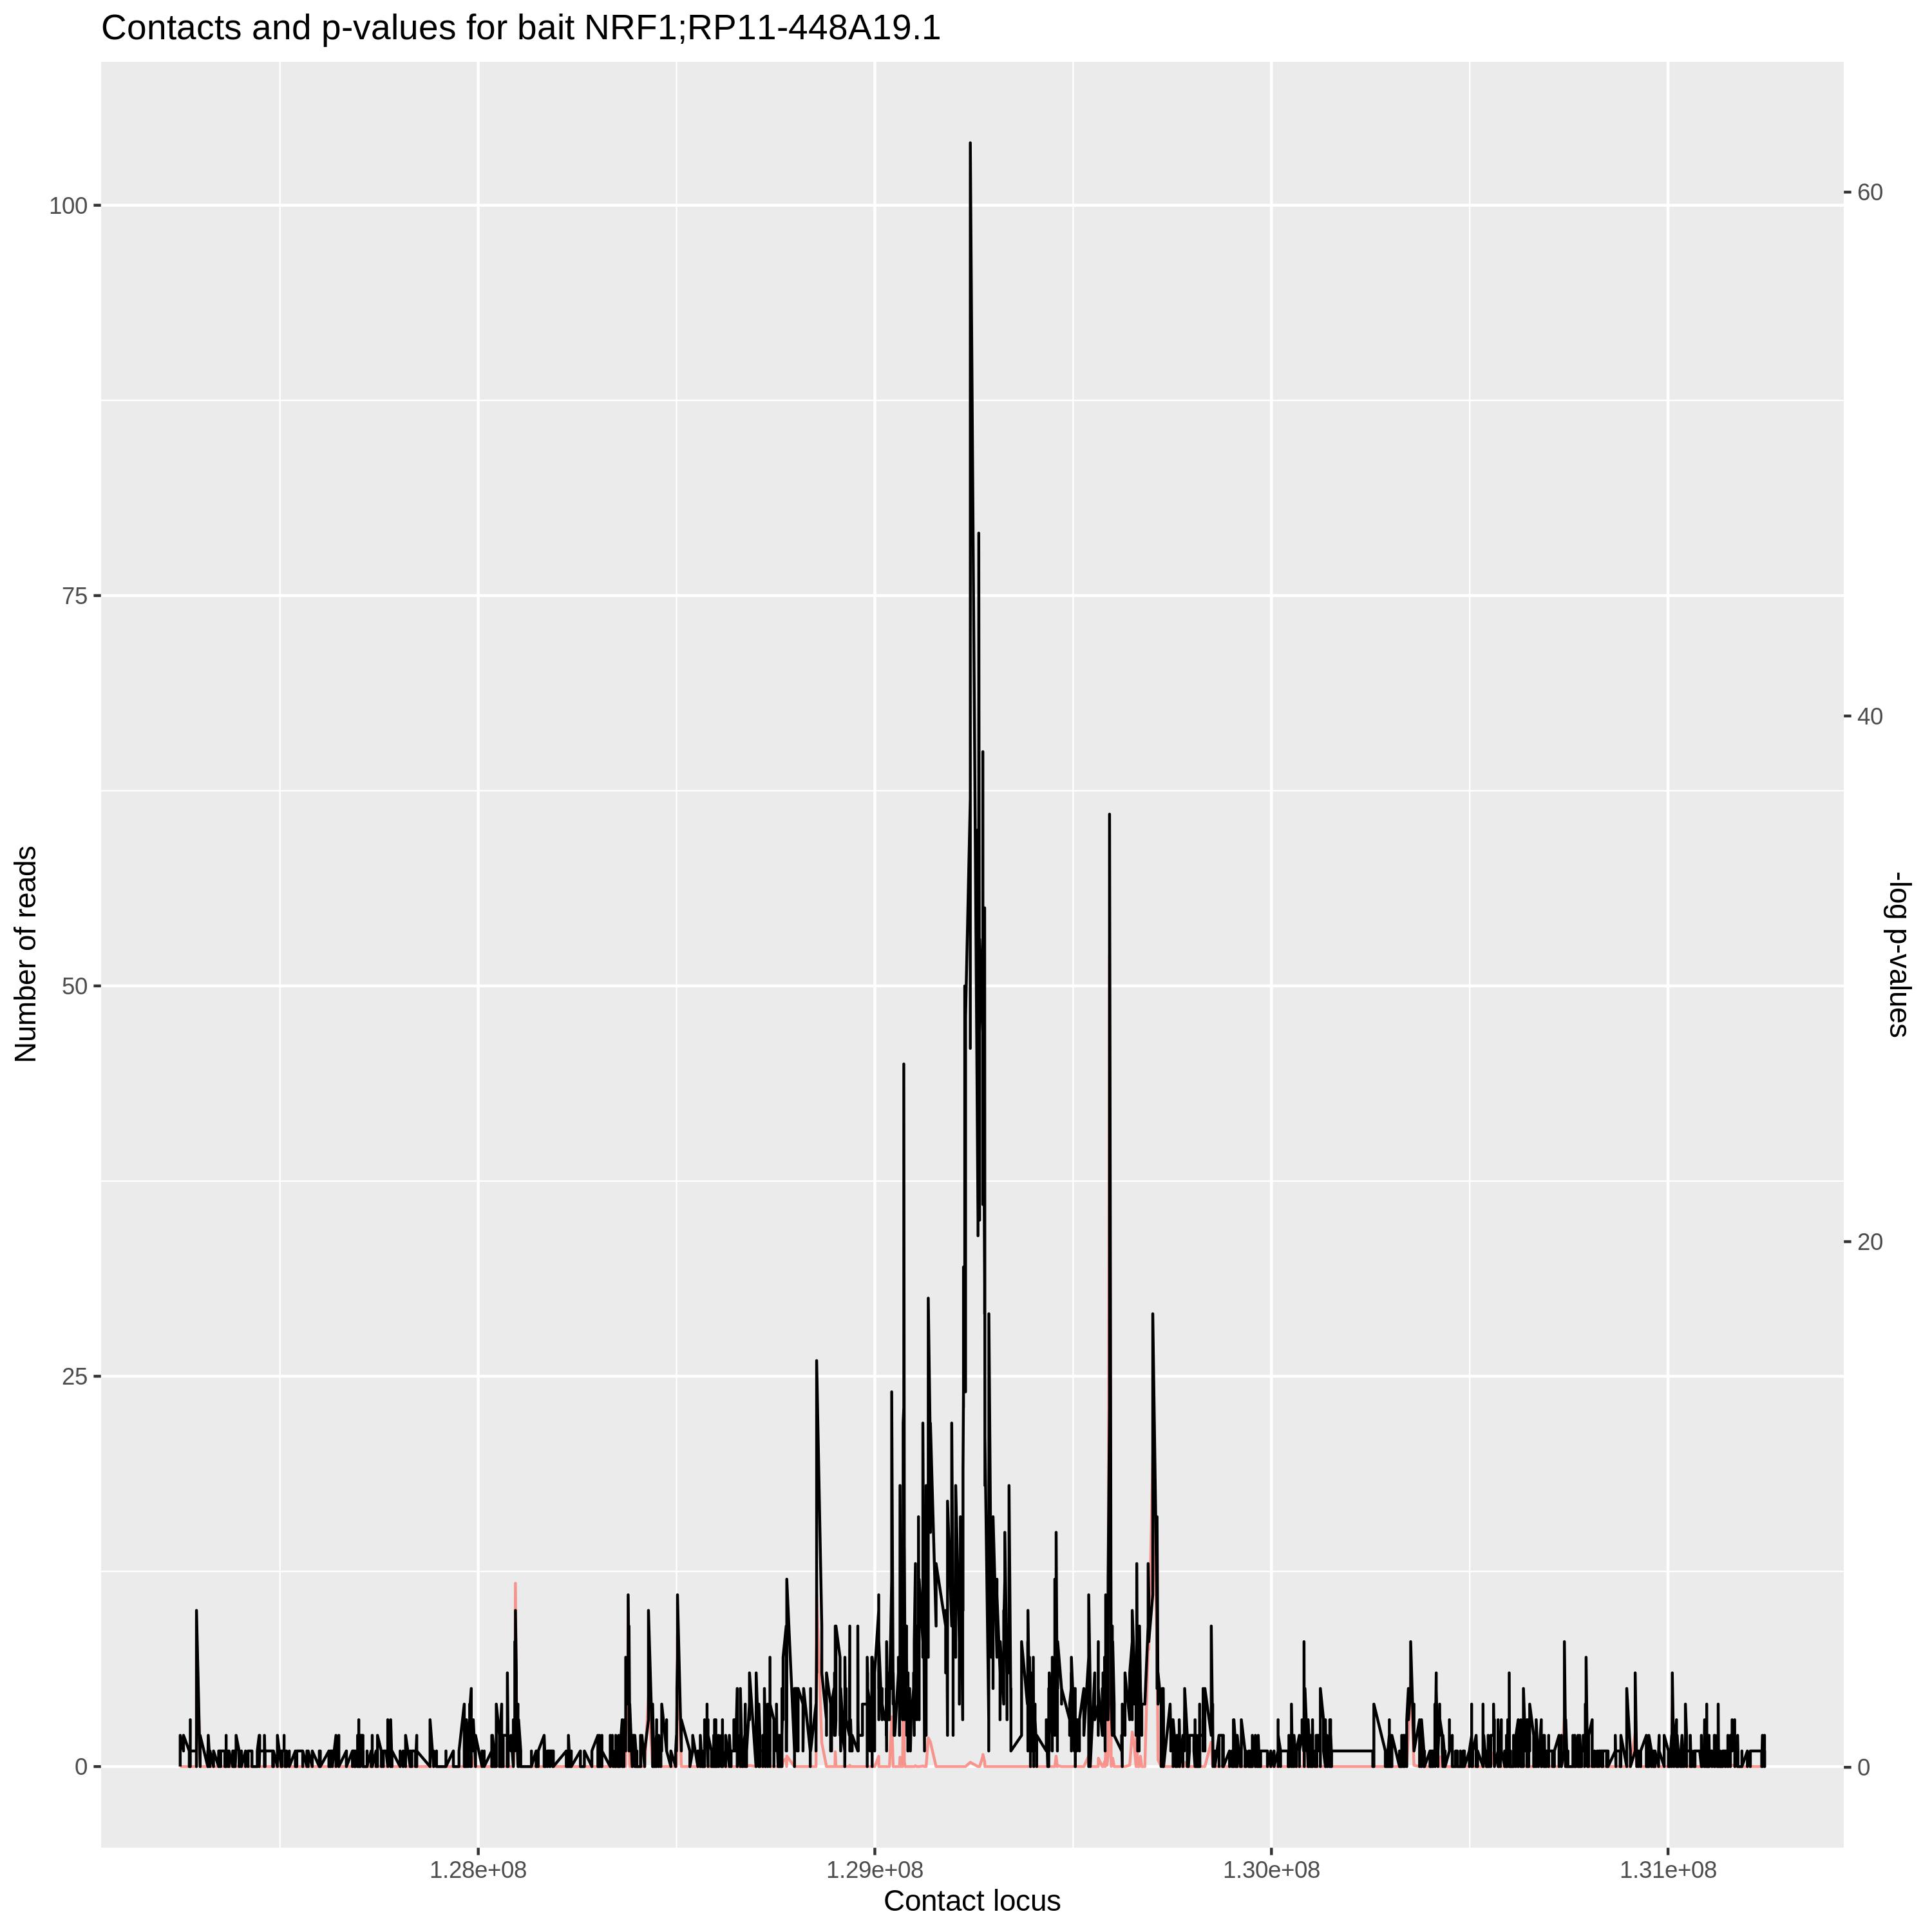 Contacts and p-values for bait NRF1;RP11-448A19.1
100
75
50
25
0
60
40
20
0
Number of reads
-log p-values
1.28e+08
1.29e+08
1.30e+08
1.31e+08
Contact locus